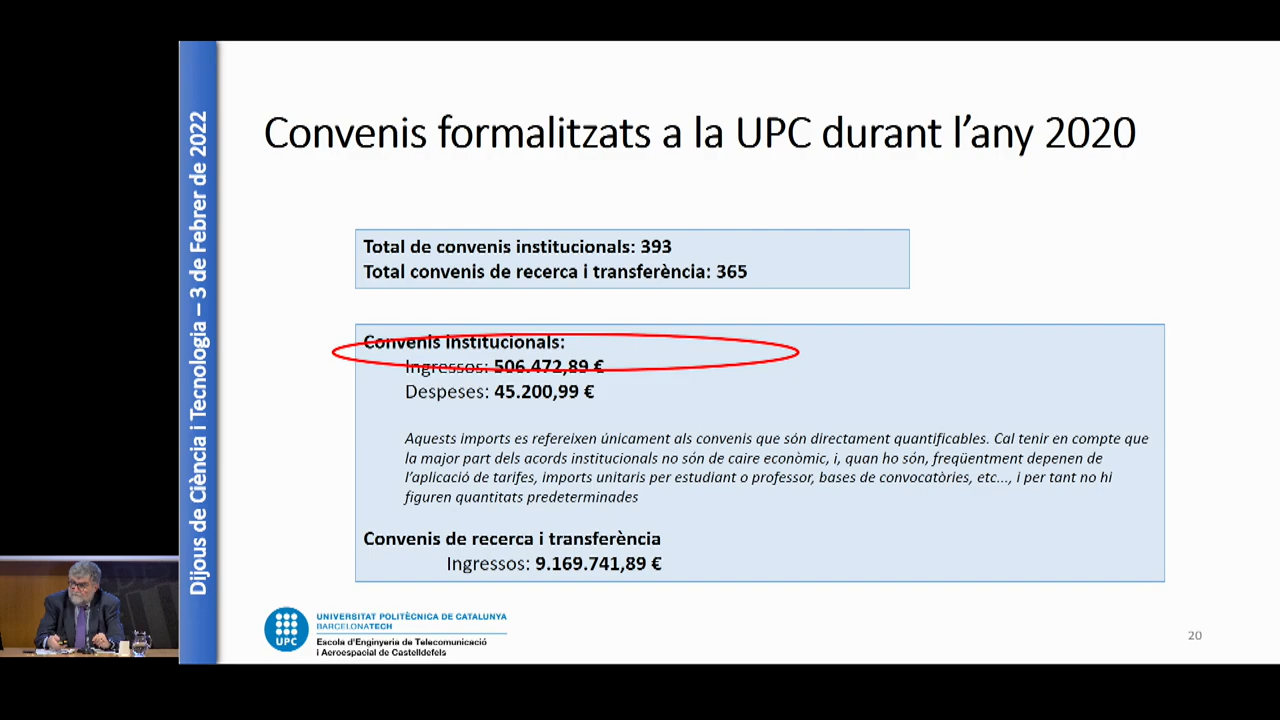 Dijous de Ciència i Tecnologia – 3 de Febrer de 2022
Convenis formalitzats a la UPC durant l’any 2020
Total de convenis institucionals: 393
Total convenis de recerca i transferència: 365
Convenis institucionals:
Ingressos: 506.472,89 €
Despeses: 45.200,99 €
Aquests imports es refereixen únicament als convenis que són directament quantificables. Cal tenir en compte que
la major part dels acords institucionals no són de caire econòmic, i, quan ho són, freqüentment depenen de
l’aplicació de tarifes, imports unitaris per estudiant o professor, bases de convocatòries, etc..., i per tant no hi
figuren quantitats predeterminades
Convenis de recerca i transferència
Ingressos: 9.169.741,89 €
UPC
UNIVERSITAT POLITÈCNICA DE CATALUNYA
BARCELONATECH
Escola d'Enginyeria de Telecomunicació
i Aeroespacial de Castelldefels
20